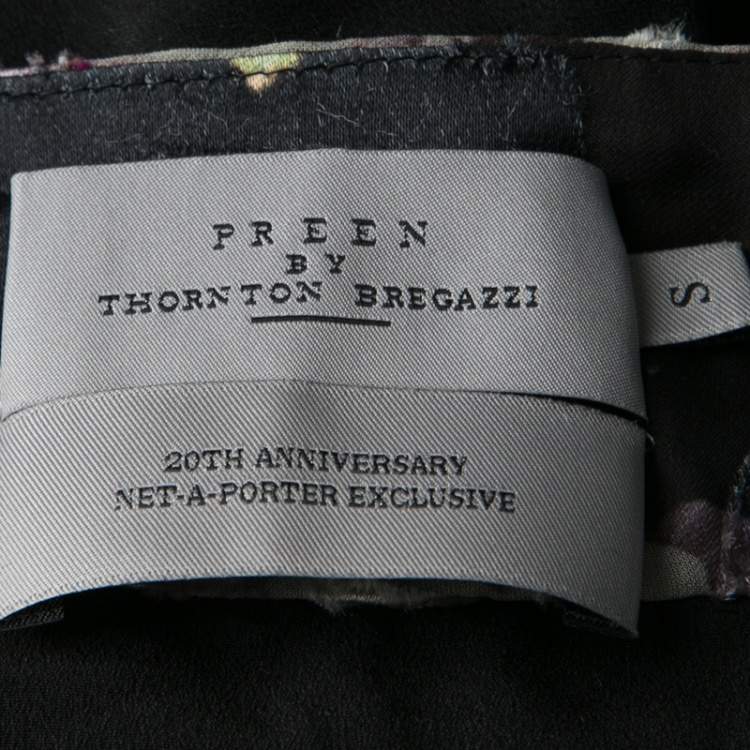 PREEN
BY
THORNTON BREGAZZI
S
20TH ANNIVERSARY
NET-A-PORTER EXCLUSIVE